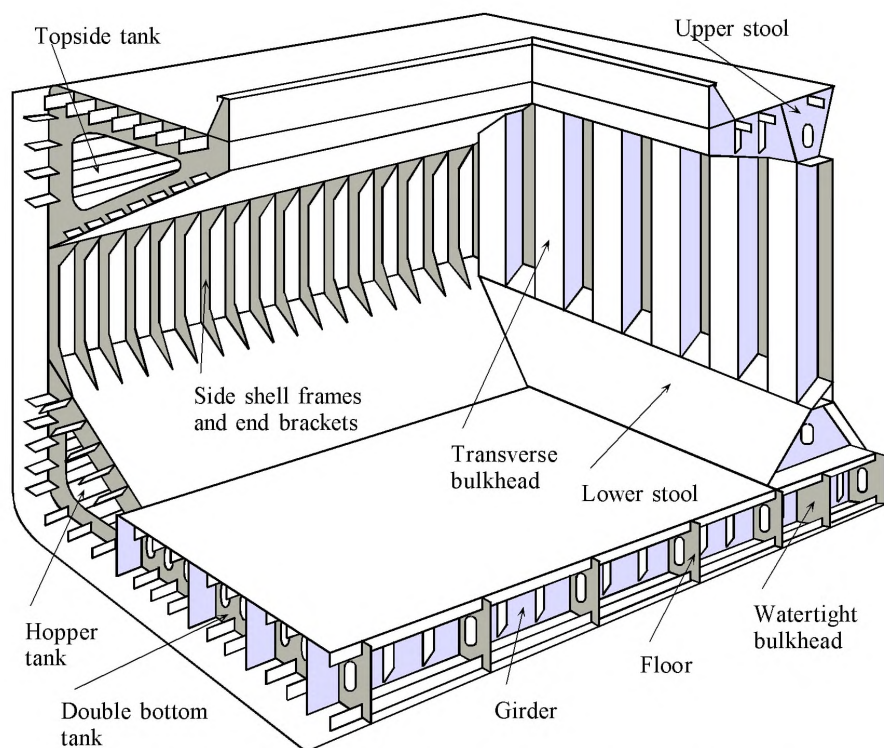 Topside tank
Upper stool
Side shell frames
and end brackets
Transverse
bulkhead
Lower stool
Hopper
tank
Double bottom
tank
Girder
Floor
Watertight
bulkhead